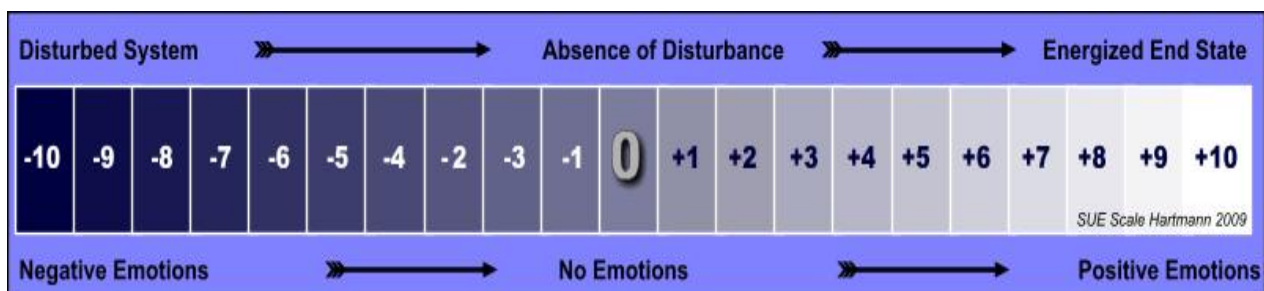 Disturbed System Absence of Disturbance Energized End State
-10 -9 -8 -7 -6 -5 -4 -2 -3 -1 0 +1 +2 +3 +4 +5 +6 +7 +8 +9 +10
SUE Scale Hartmann 2009
Negative Emotions No Emotions Positive Emotions